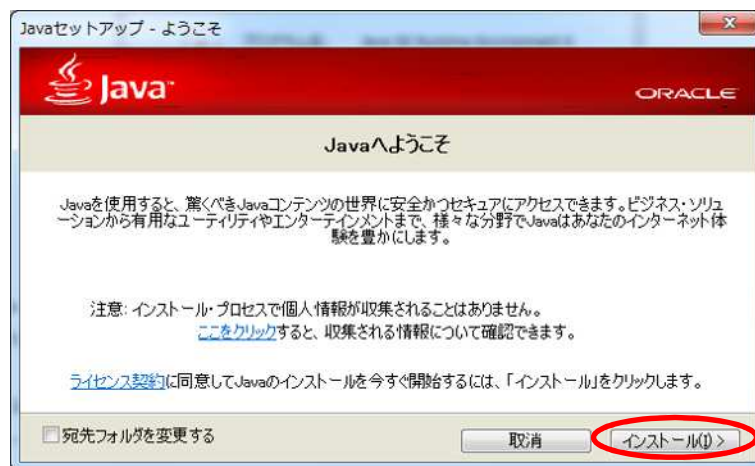 Javaセットアップ - ようこそ
Java
ORACLE
Javaへようこそ
Javaを使用すると、驚くべきJavaコンテンツの世界に安全かつセキュアにアクセスできます。ビジネス・ソリュ
ーションから有用なユーティリティやエンターテインメントまで、様々な分野でJavaはあなたのインターネット体
験を豊かにします。
注意: インストール・プロセスで個人情報が収集されることはありません。
ここをクリックすると、収集される情報について確認できます。
ライセンス契約に同意してJavaのインストールを今すぐ開始するには、「インストール」をクリックします。
宛先フォルダを変更する
取消
インストール(I) >